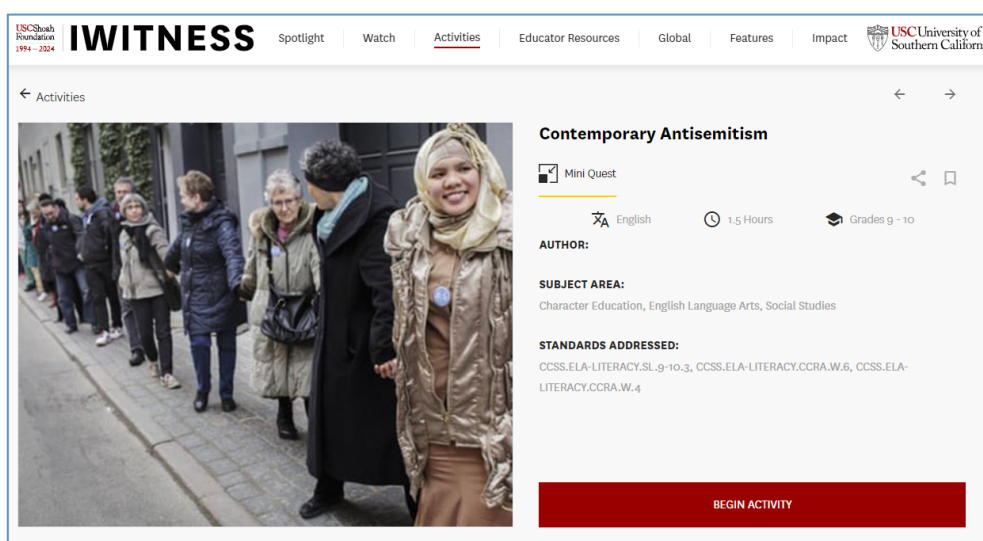 USC Shoah
Foundation
1994 – 2024
IWITNESS
Spotlight
Watch
Activities
Educator Resources
Global
Features
Impact
USC University of
Southern Californ
← Activities
← →
Contemporary Antisemitism
Mini Quest
English
1.5 Hours
Grades 9 - 10
AUTHOR:
SUBJECT AREA:
Character Education, English Language Arts, Social Studies
STANDARDS ADDRESSED:
CCSS.ELA-LITERACY.SL.9-10.3, CCSS.ELA-LITERACY.CCRA.W.6, CCSS.ELA-
LITERACY.CCRA.W.4
BEGIN ACTIVITY